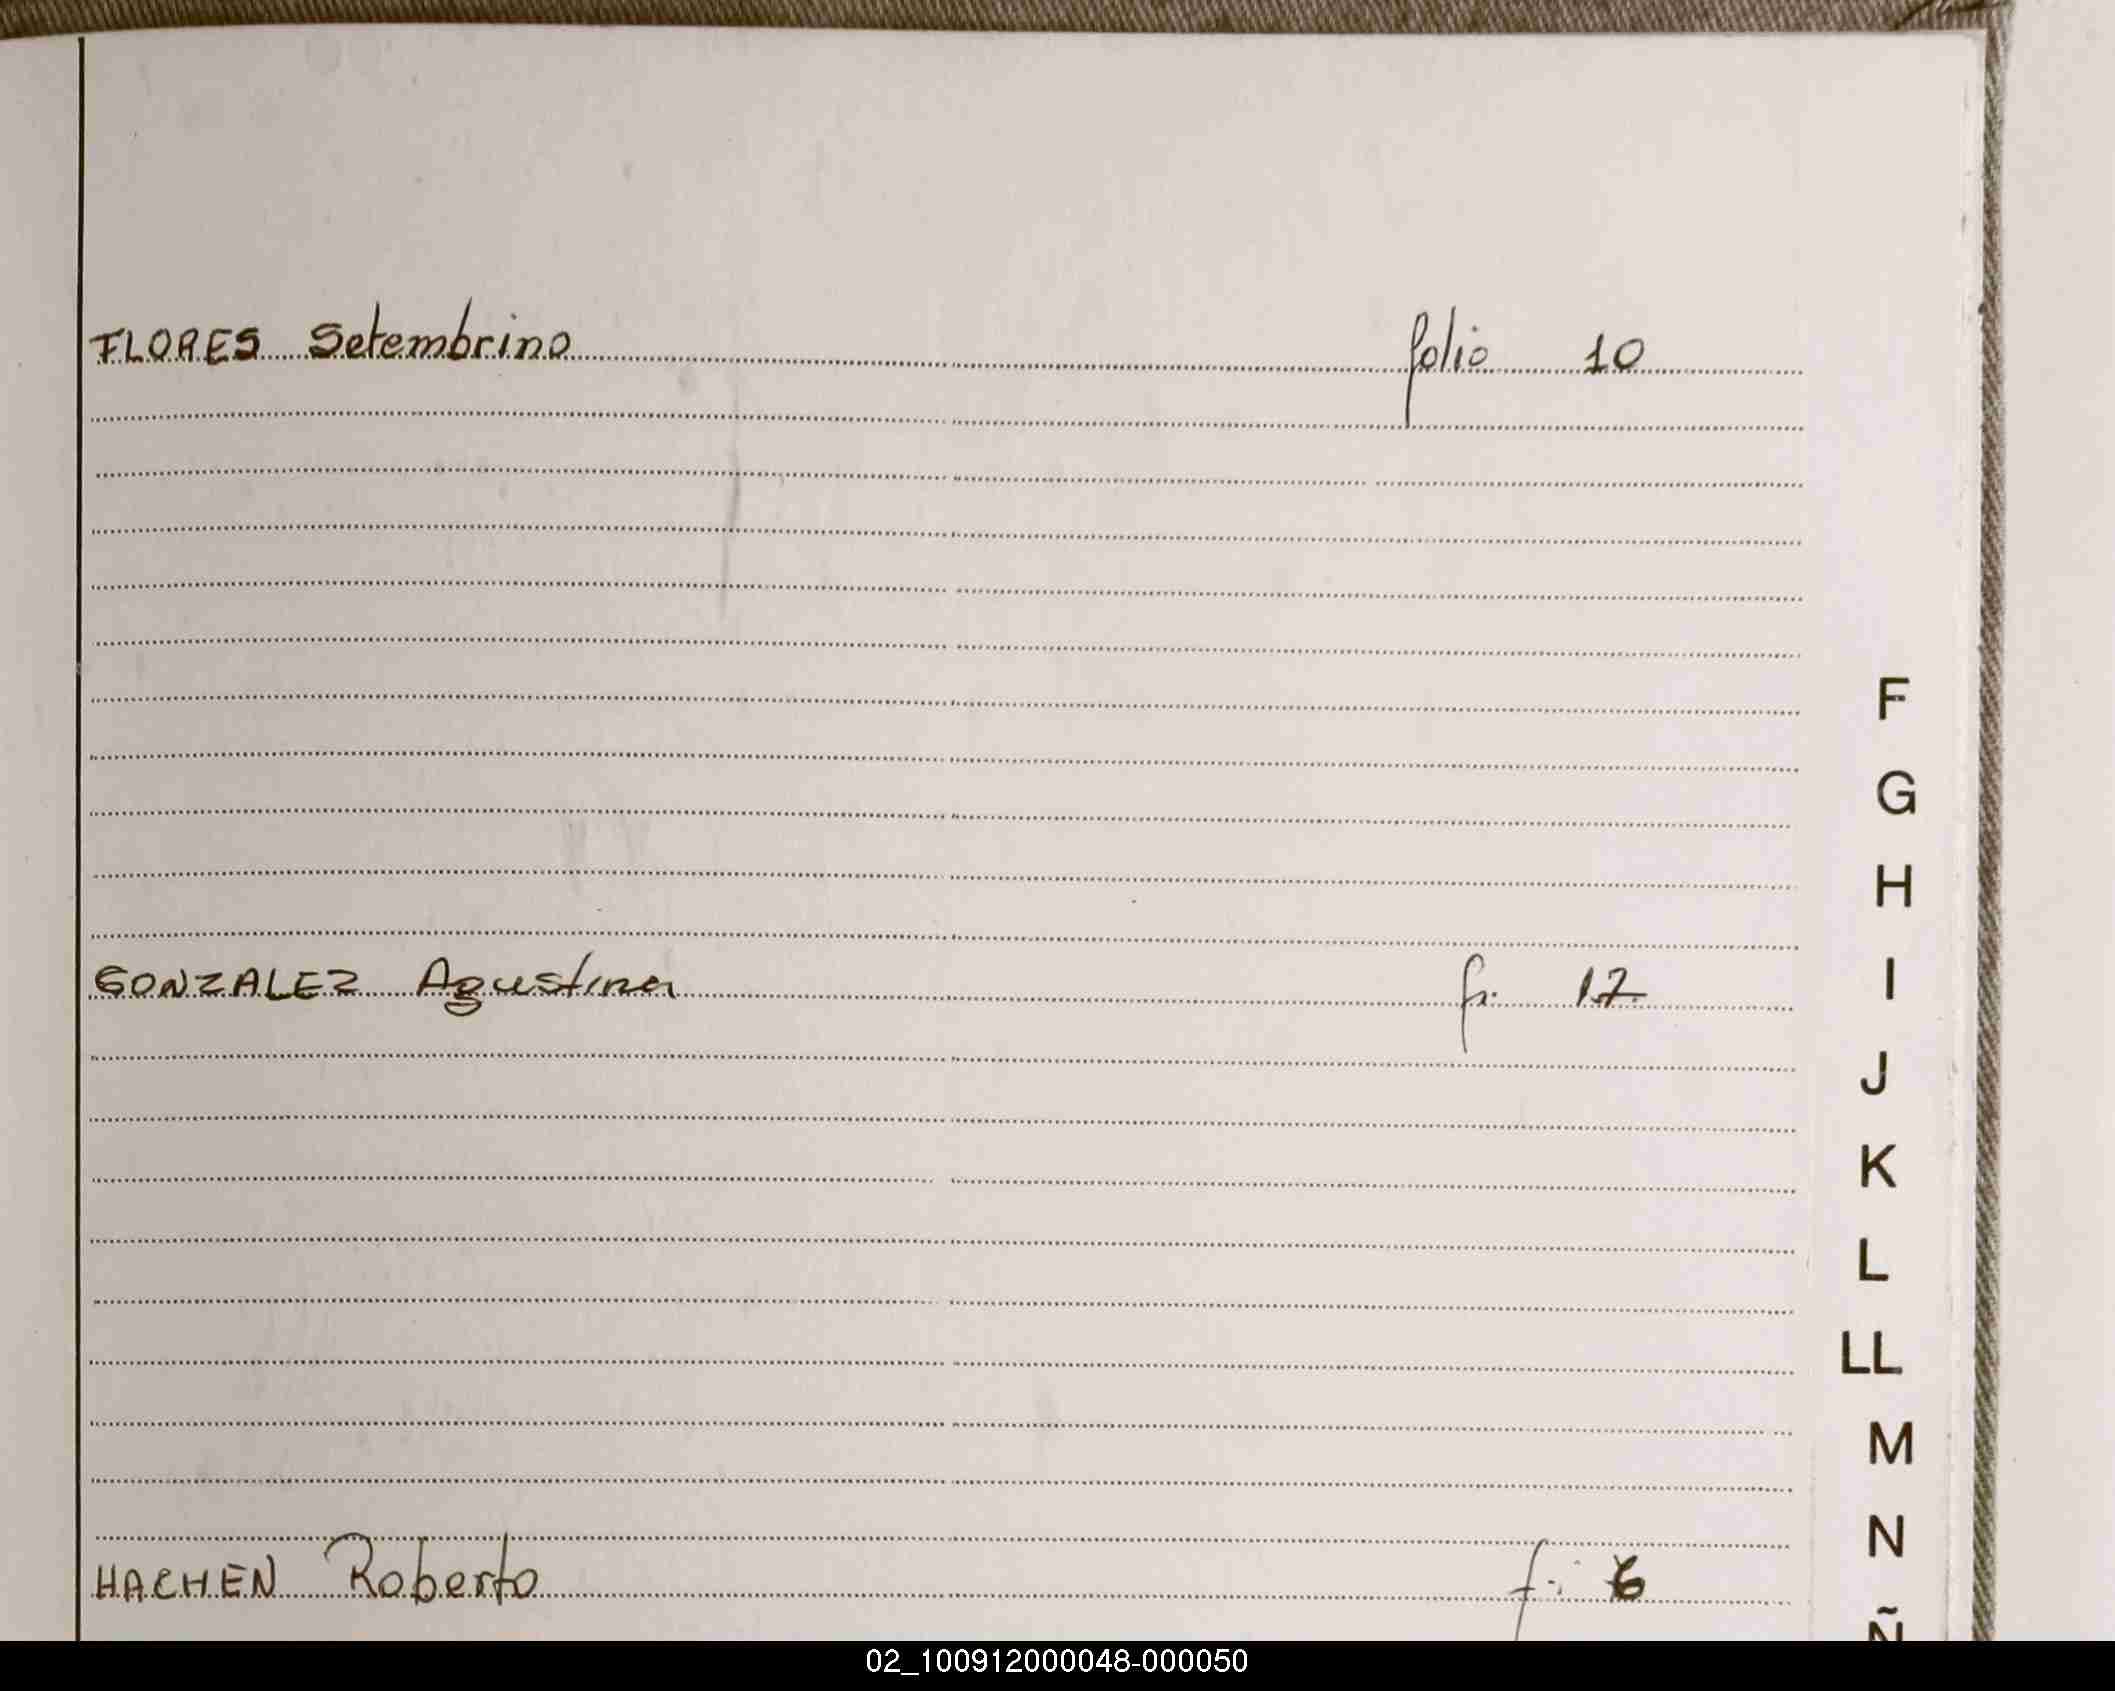 FLORES Setembrino folio 10
F
G
H
GONZALEZ Agustina f: 17
I
J
K
L
LL
M
N
HACHEN Roberto f: 6
Ñ
02_100912000048-000050